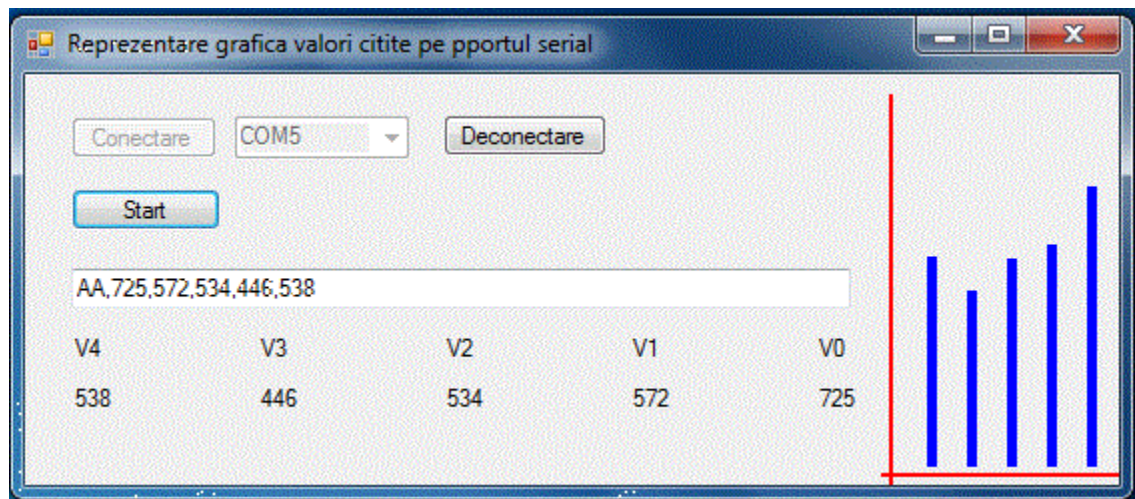 Reprezentare grafica valori citite pe pportul serial
Conectare COM5 Deconectare
Start
AA,725,572,534,446,538
V4 V3 V2 V1 V0
538 446 534 572 725